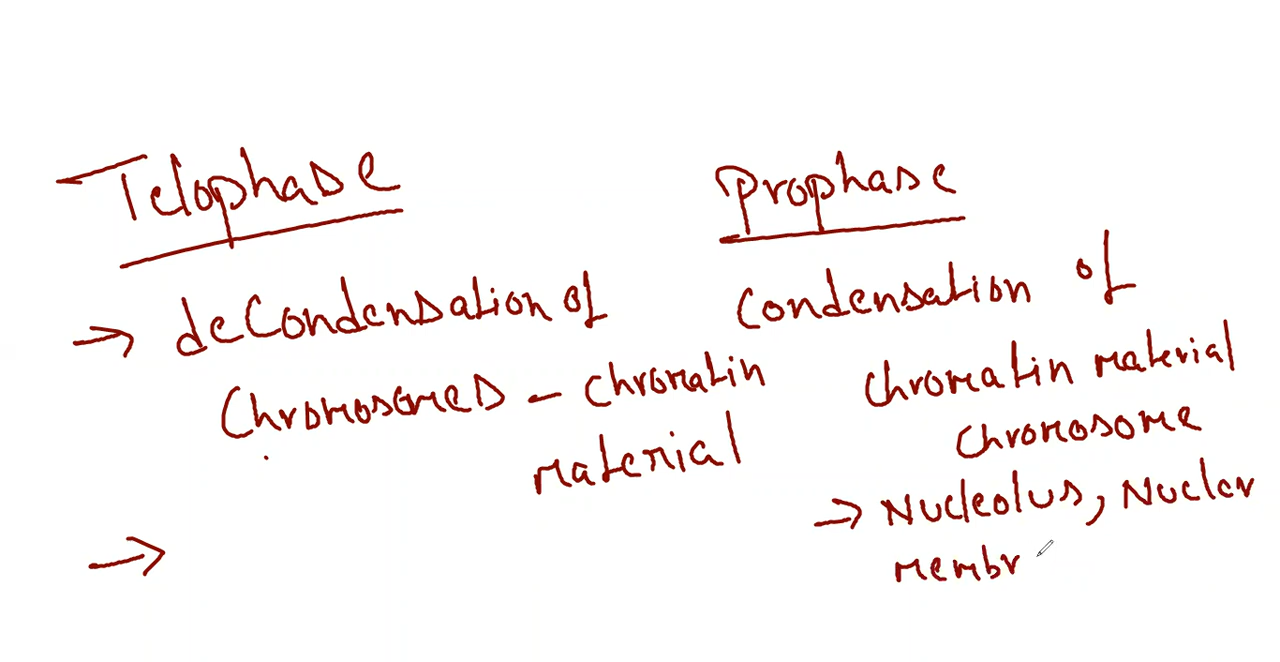 Telophase
→ decondensation of
Chromosomes - chromatin
material
→
Prophase
Condensation of
chromatin material
chromosome
→ Nucleolus, Nuclear
membr